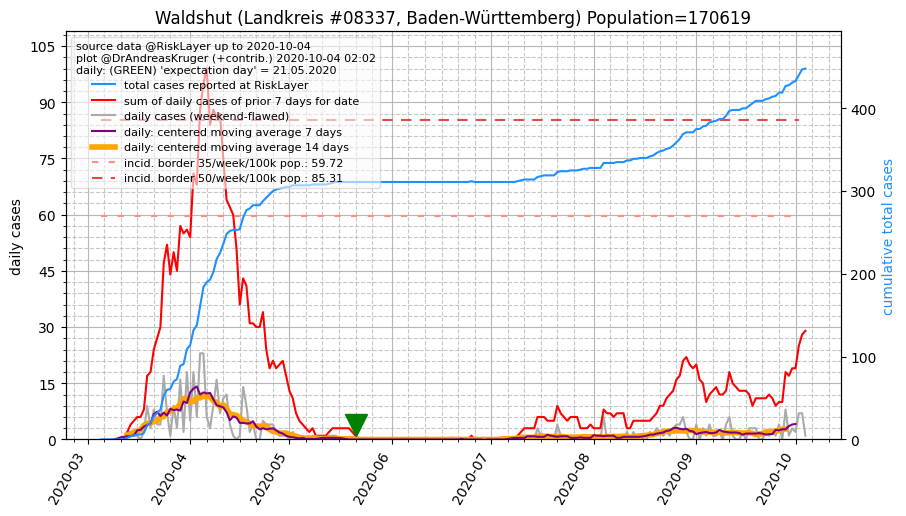 Waldshut (Landkreis #08337, Baden-Württemberg) Population=170619
source data @RiskLayer up to 2020-10-04
plot @DrAndreasKruger (+contrib.) 2020-10-04 02:02
daily: (GREEN) 'expectation day' = 21.05.2020
total cases reported at RiskLayer
sum of daily cases of prior 7 days for date
daily cases (weekend-flawed)
daily: centered moving average 7 days
daily: centered moving average 14 days
incid. border 35/week/100k pop.: 59.72
incid. border 50/week/100k pop.: 85.31
daily cases
105
90
75
60
45
30
15
0
cumulative total cases
400
300
200
100
0
2020-03
2020-04
2020-05
2020-06
2020-07
2020-08
2020-09
2020-10